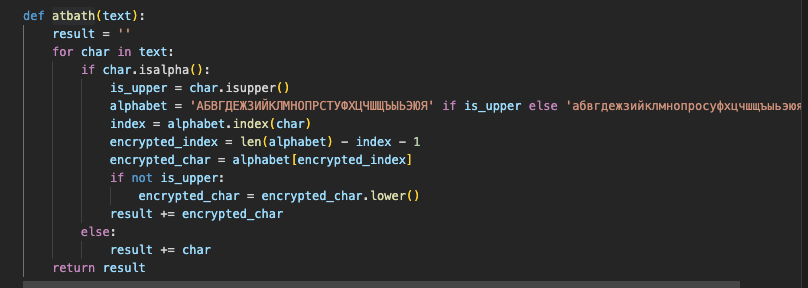 def atbath(text):
result = ''
for char in text:
if char.isalpha():
is_upper = char.isupper()
alphabet = 'АБВГДЕЖЗИЙКЛМНОПРСТУФХЦЧШЩЪЫЬЭЮЯ' if is_upper else 'абвгдежзийклмнопросуфхцчшщъыьэюя
index = alphabet.index(char)
encrypted_index = len(alphabet) - index - 1
encrypted_char = alphabet[encrypted_index]
if not is_upper:
encrypted_char = encrypted_char.lower()
result += encrypted_char
else:
result += char
return result